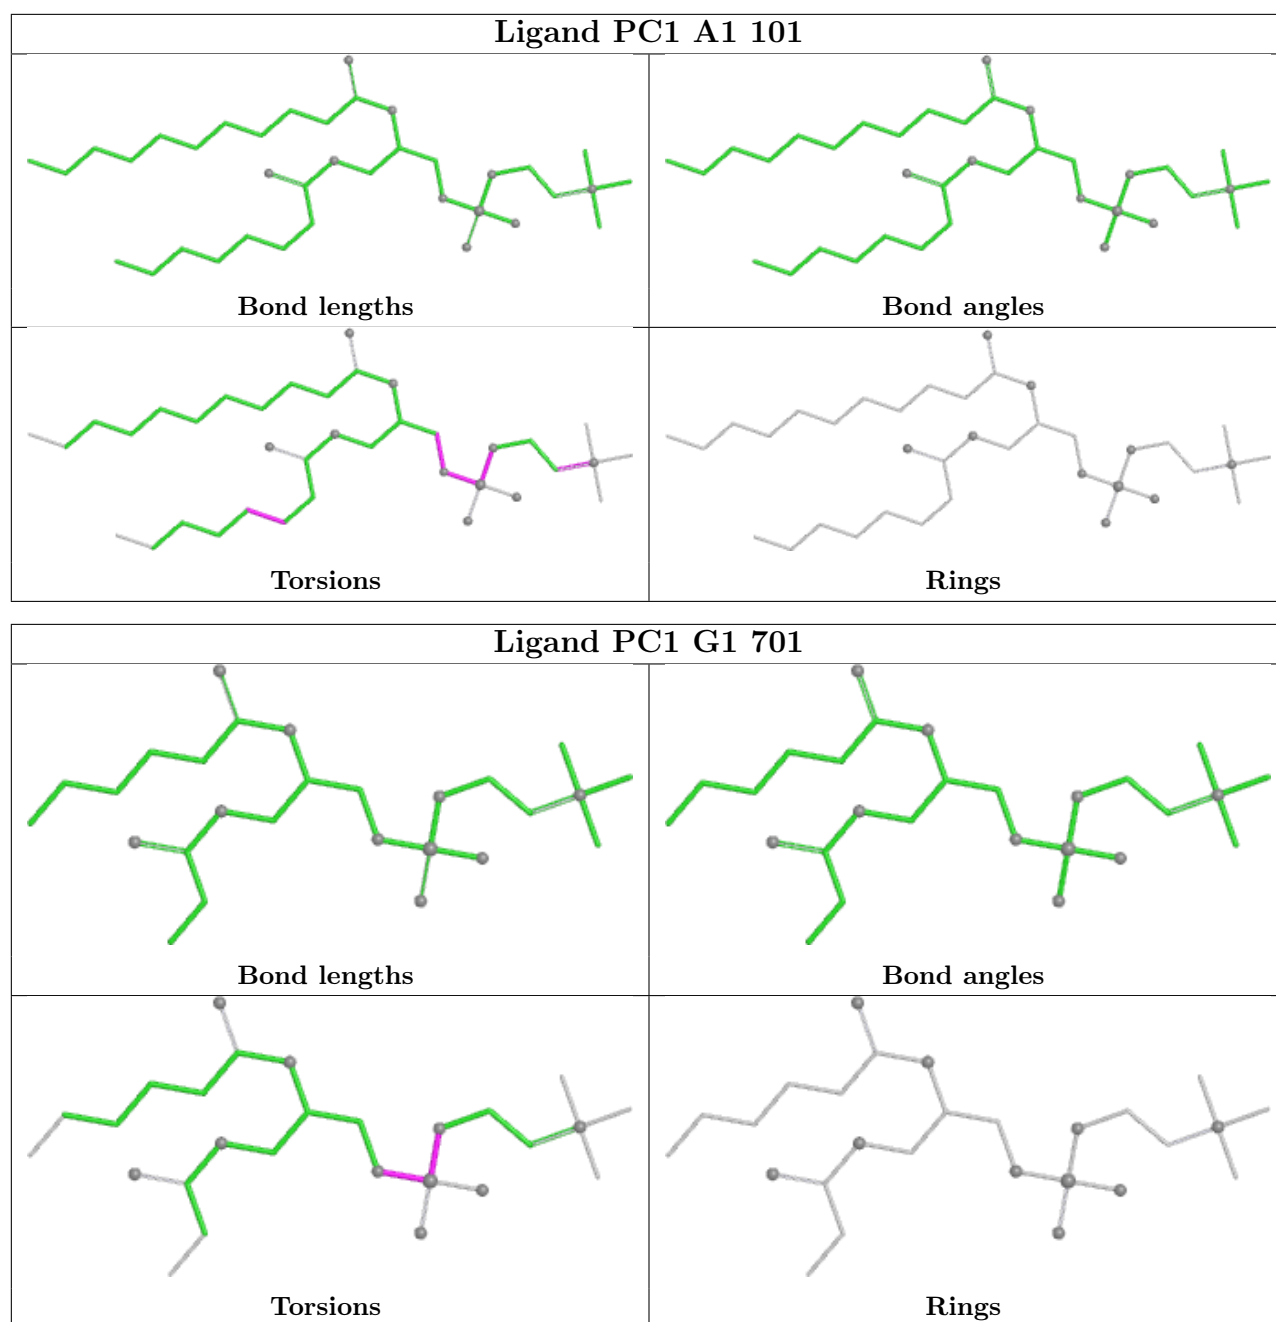 Ligand PC1 A1 101
Bond lengths
Bond angles
Torsions
Rings
Ligand PC1 G1 701
Bond lengths
Bond angles
Torsions
Rings